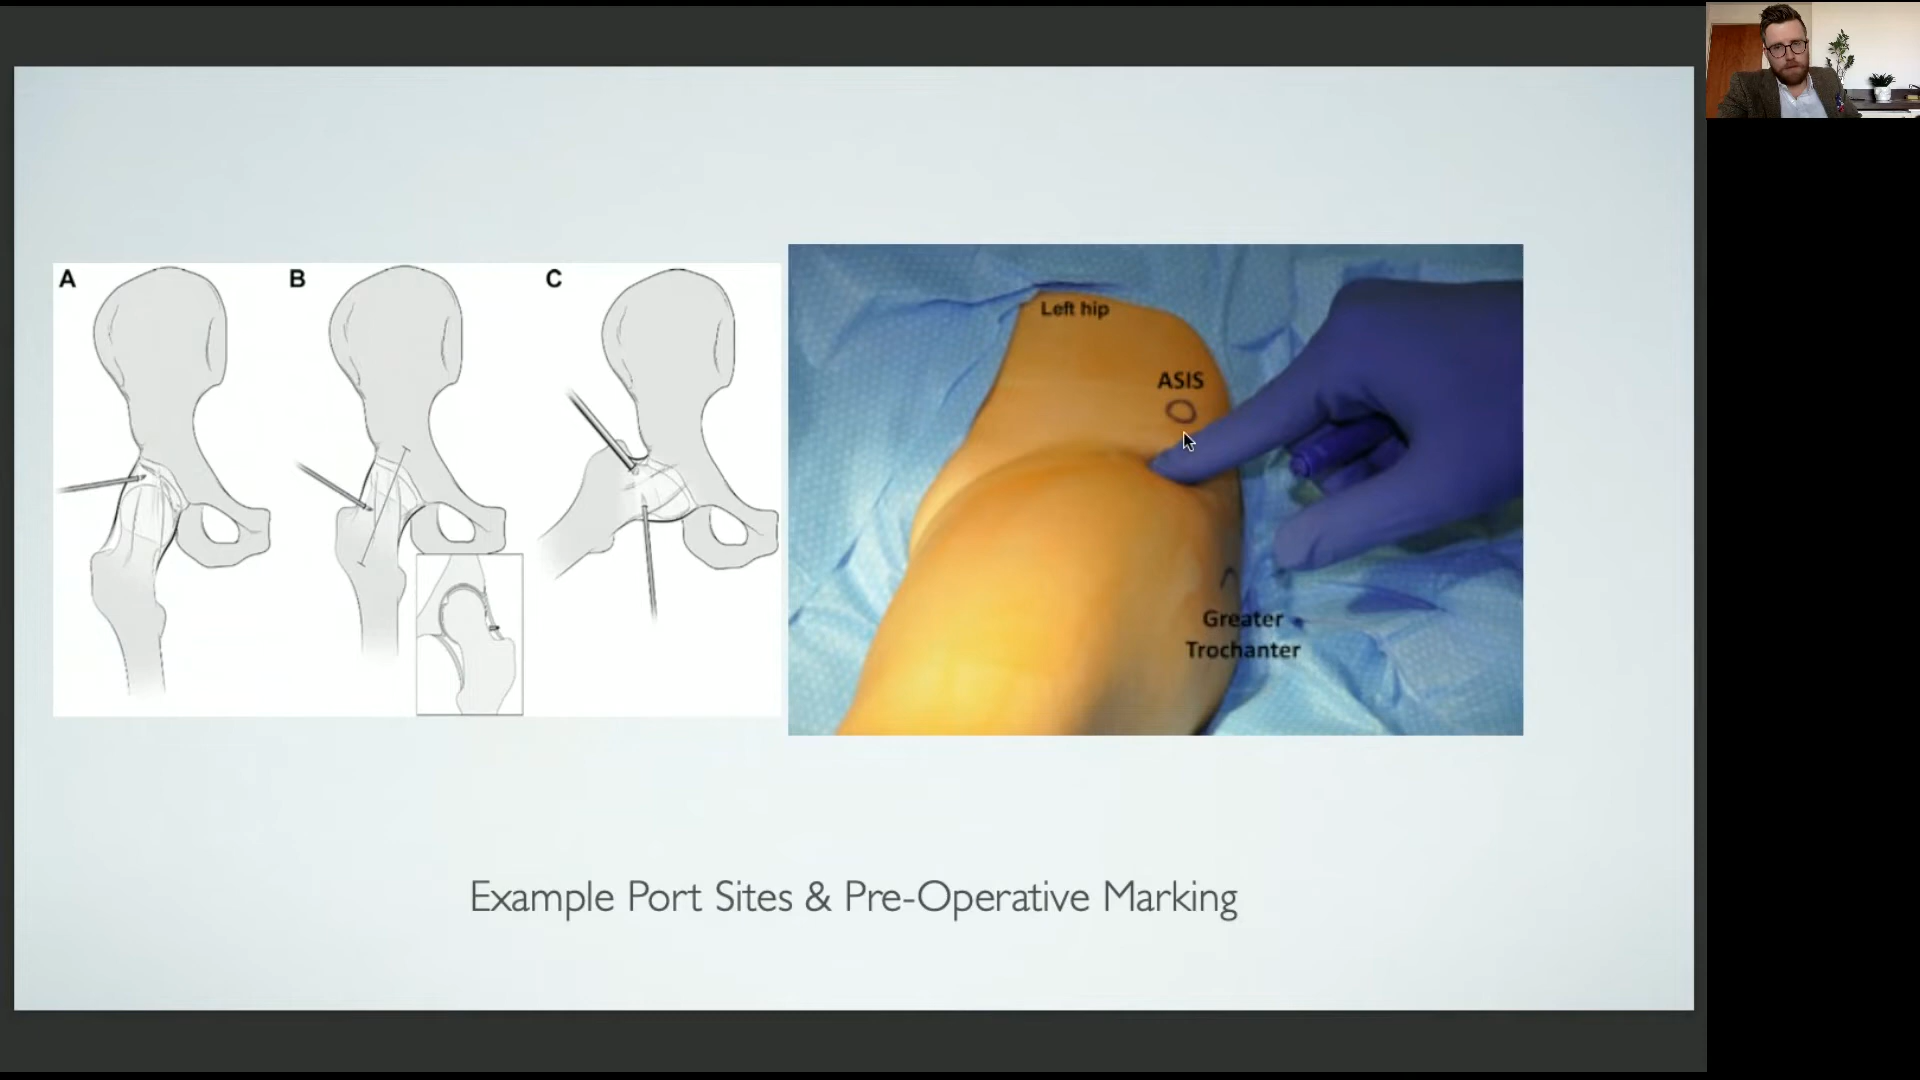 A
B
C
Left hip
ASIS
Greater
Trochanter
Example Port Sites & Pre-Operative Marking